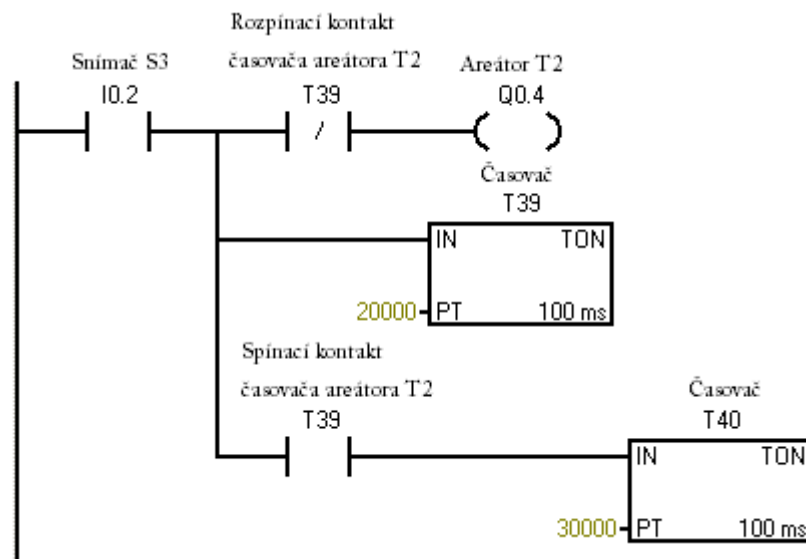 Rozpínací kontakt
Snímač S3 časovača areátora T2 Areátor T2
I0.2 T39 Q0.4
/
Časovač
T39
IN TON
20000 PT 100 ms
Spínací kontakt
časovača areátora T2 Časovač
T39 T40
IN TON
30000 PT 100 ms